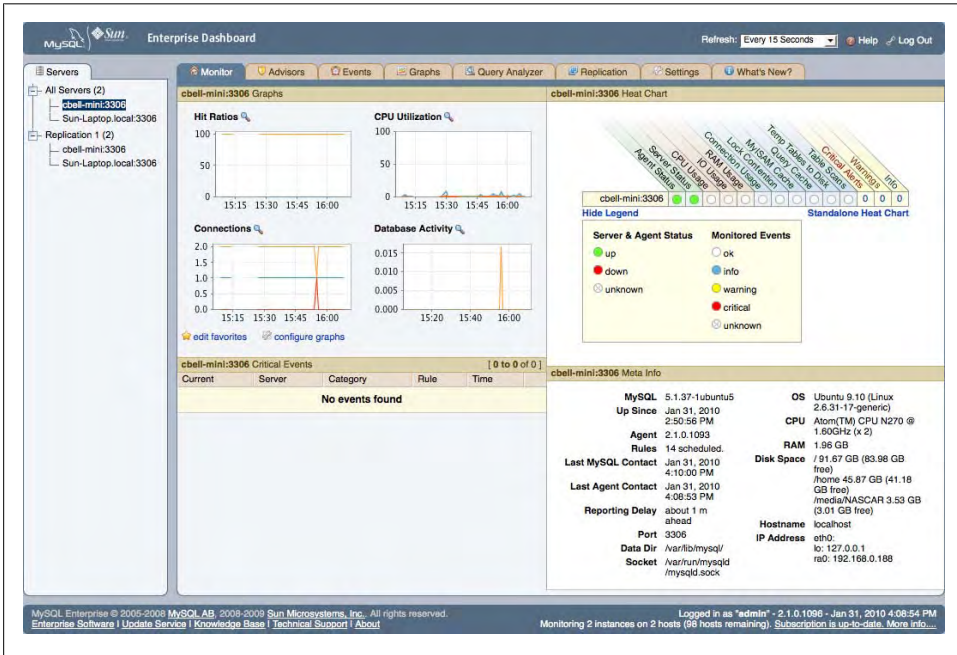 MySQL Sun Enterprise Dashboard
Refresh: Every 15 Seconds Help Log Out
Servers
All Servers (2)
cbell-mini:3306
Sun-Laptop.local:3306
Replication 1 (2)
cbell-mini:3306
Sun-Laptop.local:3306
Monitor Advisors Events Graphs Query Analyzer Replication Settings What's New?
cbell-mini:3306 Graphs
Hit Ratios
100
50
0
15:15 15:30 15:45 16:00
CPU Utilization
100
50
0
15:15 15:30 15:45 16:00
Connections
2.0
1.5
1.0
0.5
0.0
15:15 15:30 15:45 16:00
Database Activity
0.015
0.010
0.005
0.000
15:20 15:40 16:00
edit favorites configure graphs
cbell-mini:3306 Critical Events [ 0 to 0 of 0 ]
Current Server Category Rule Time
No events found
cbell-mini:3306 Heat Chart
Agent Status
Server Status
CPU Usage
IO Usage
RAM Usage
Connection Usage
Lock Contention
MyISAM Cache
Query Cache
Temp Tables to Disk
Table Scans
Critical Alerts
Warnings
Info
cbell-mini:3306 0 0 0
Hide Legend Standalone Heat Chart
Server & Agent Status
up
down
unknown
Monitored Events
ok
info
warning
critical
unknown
cbell-mini:3306 Meta Info
MySQL 5.1.37-1ubuntu5
Up Since Jan 31, 2010
2:50:56 PM
Agent 2.1.0.1093
Rules 14 scheduled.
Last MySQL Contact Jan 31, 2010
4:10:00 PM
Last Agent Contact Jan 31, 2010
4:08:53 PM
Reporting Delay about 1 m
ahead
Port 3306
Data Dir /var/lib/mysql/
Socket /var/run/mysqld
/mysqld.sock
OS Ubuntu 9.10 (Linux
2.6.31-17-generic)
CPU Atom(TM) CPU N270 @
1.60GHz (x 2)
RAM 1.96 GB
Disk Space / 91.67 GB (83.98 GB
free)
/home 45.87 GB (41.18
GB free)
/media/NASCAR 3.53 GB
(3.01 GB free)
Hostname localhost
IP Address eth0:
lo: 127.0.0.1
ra0: 192.168.0.188
MySQL Enterprise © 2005-2008 MySQL AB, 2008-2009 Sun Microsystems, Inc.. All rights reserved.
Enterprise Software | Update Service | Knowledge Base | Technical Support | About
Logged in as "admin" - 2.1.0.1096 - Jan 31, 2010 4:08:54 PM
Monitoring 2 instances on 2 hosts (98 hosts remaining). Subscription is up-to-date. More info....